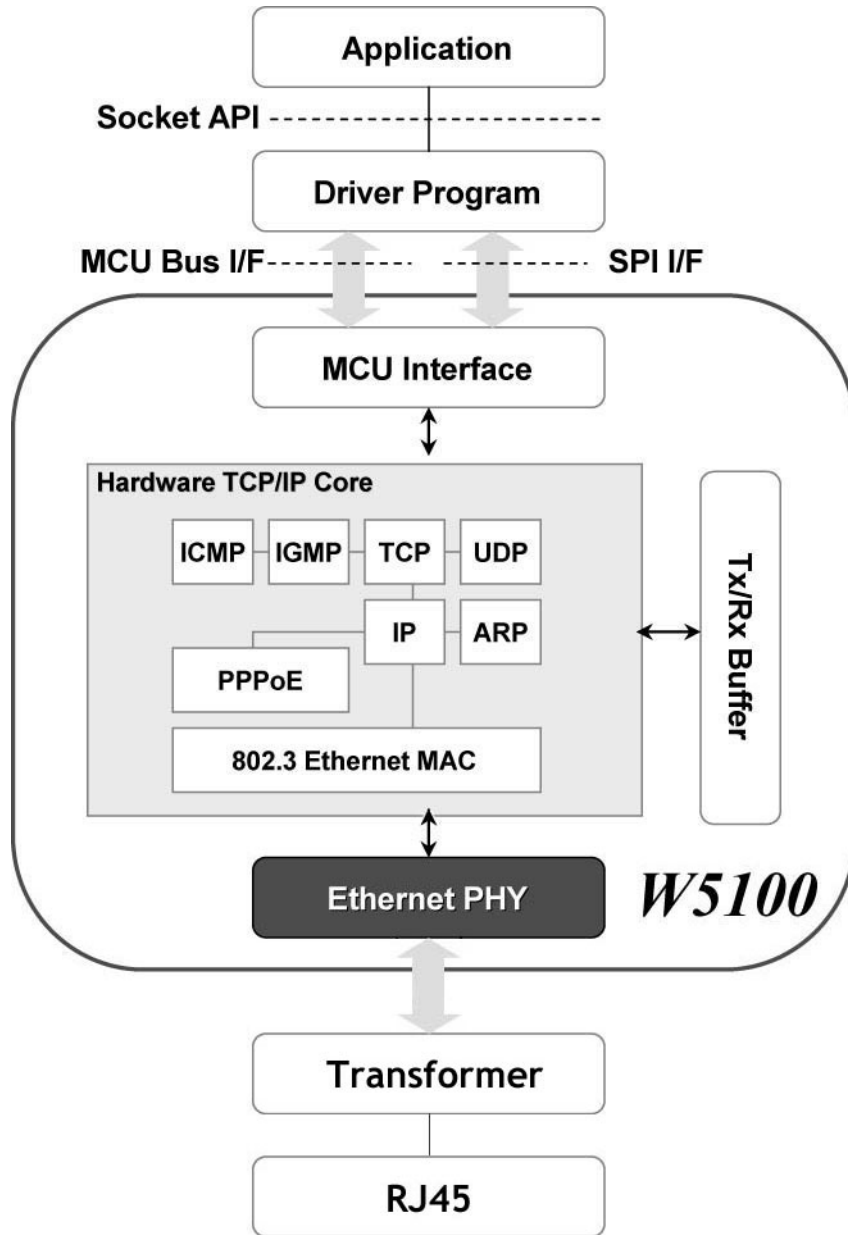 Application
Socket API
Driver Program
MCU Bus I/F
SPI I/F
MCU Interface
Hardware TCP/IP Core
ICMP
IGMP
TCP
UDP
IP
ARP
PPPoE
802.3 Ethernet MAC
Tx/Rx Buffer
Ethernet PHY
W5100
Transformer
RJ45